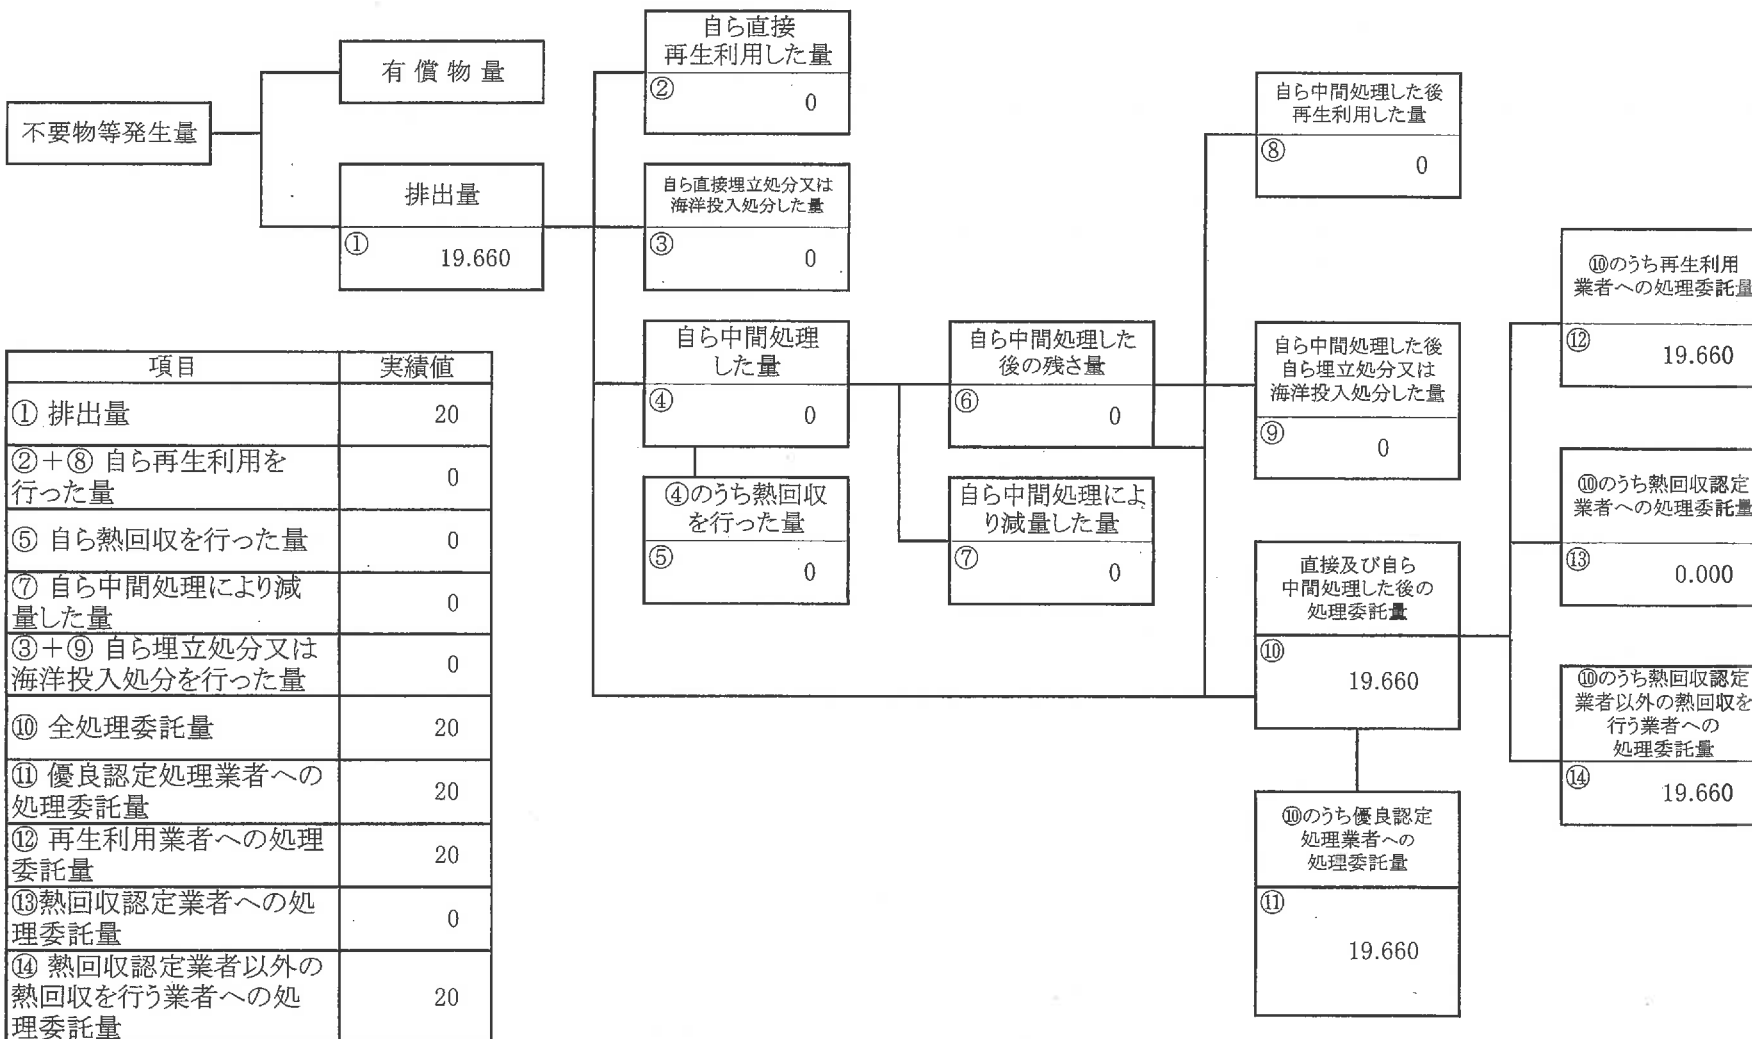 不要物等発生量
有償物量
排出量
① 19.660
自ら直接
再生利用した量
② 0
自ら直接埋立処分又は
海洋投入処分した量
③ 0
自ら中間処理
した量
④ 0
④のうち熱回収
を行った量
⑤ 0
自ら中間処理した
後の残さ量
⑥ 0
自ら中間処理によ
り減量した量
⑦ 0
自ら中間処理した後
再生利用した量
⑧ 0
自ら中間処理した後
自ら埋立処分又は
海洋投入処分した量
⑨ 0
直接及び自ら
中間処理した後の
処理委託量
⑩ 19.660
⑩のうち優良認定
処理業者への
処理委託量
⑪ 19.660
⑩のうち再生利用
業者への処理委託量
⑫ 19.660
⑩のうち熱回収認定
業者への処理委託量
⑬ 0.000
⑩のうち熱回収認定
業者以外の熱回収を
行う業者への
処理委託量
⑭ 19.660
項目 実績値
① 排出量 20
②+⑧ 自ら再生利用を
行った量 0
⑤ 自ら熱回収を行った量 0
⑦ 自ら中間処理により減
量した量 0
③+⑨ 自ら埋立処分又は
海洋投入処分を行った量 0
⑩ 全処理委託量 20
⑪ 優良認定処理業者への
処理委託量 20
⑫ 再生利用業者への処理
委託量 20
⑬熱回収認定業者への処
理委託量 0
⑭ 熱回収認定業者以外の
熱回収を行う業者への処
理委託量 20